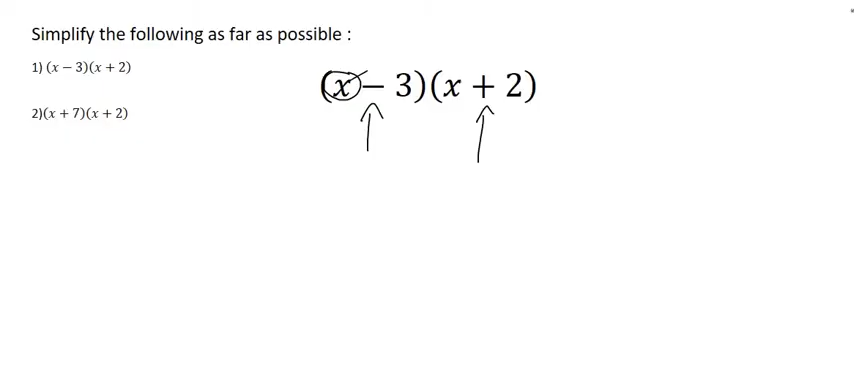 Simplify the following as far as possible :
1) (x − 3)(x + 2)
(x − 3)(x + 2)
2)(x + 7)(x + 2)